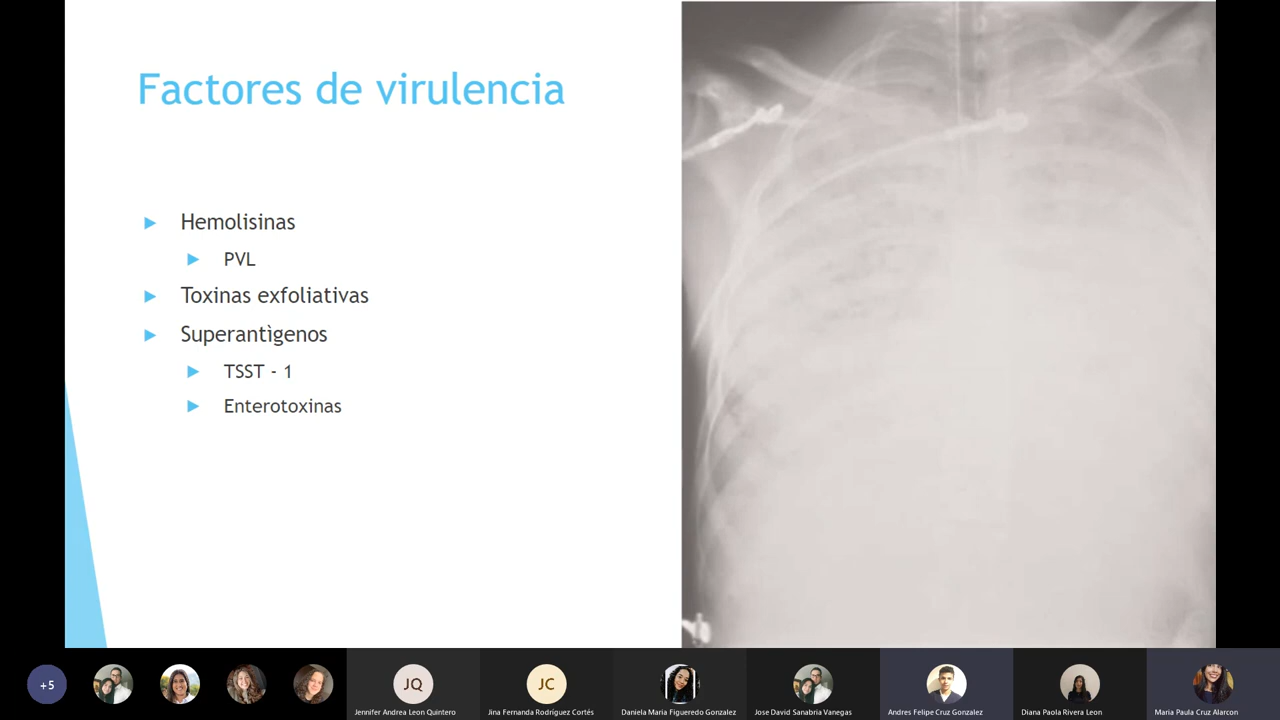 Factores de virulencia
Hemolisinas
PVL
Toxinas exfoliativas
Superantìgenos
TSST - 1
Enterotoxinas
+5
JQ
JC
Jennifer Andrea Leon Quintero
Jina Fernanda Rodríguez Cortés
Daniela Maria Figueredo Gonzalez
Jose David Sanabria Vanegas
Andres Felipe Cruz Gonzalez
Diana Paola Rivera Leon
Maria Paula Cruz Alarcon